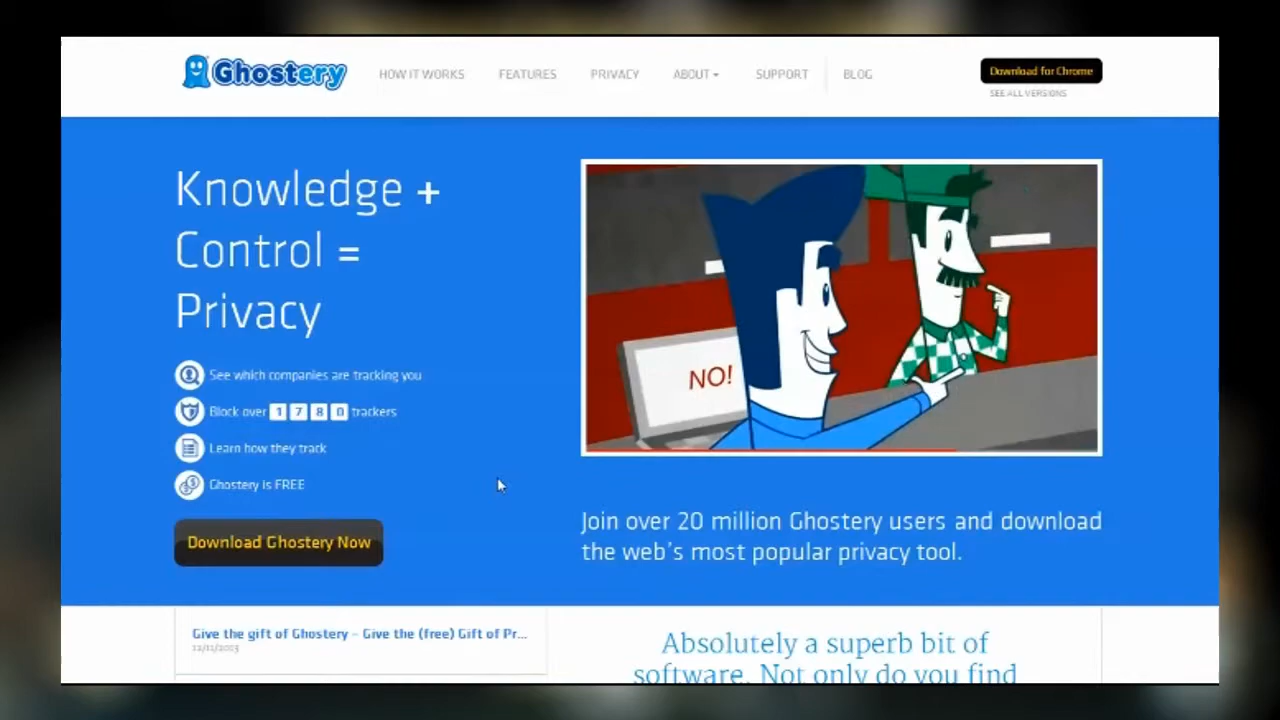 Ghostery
HOW IT WORKS
FEATURES
PRIVACY
ABOUT
SUPPORT
BLOG
Download for Chrome
SEE ALL VERSIONS
Knowledge +
Control =
Privacy
See which companies are tracking you
Block over 1780 trackers
Learn how they track
Ghostery is FREE
Download Ghostery Now
NO!
Join over 20 million Ghostery users and download
the web's most popular privacy tool.
Give the gift of Ghostery – Give the (free) Gift of Pr...
12/11/2013
Absolutely a superb bit of
software. Not only do you find